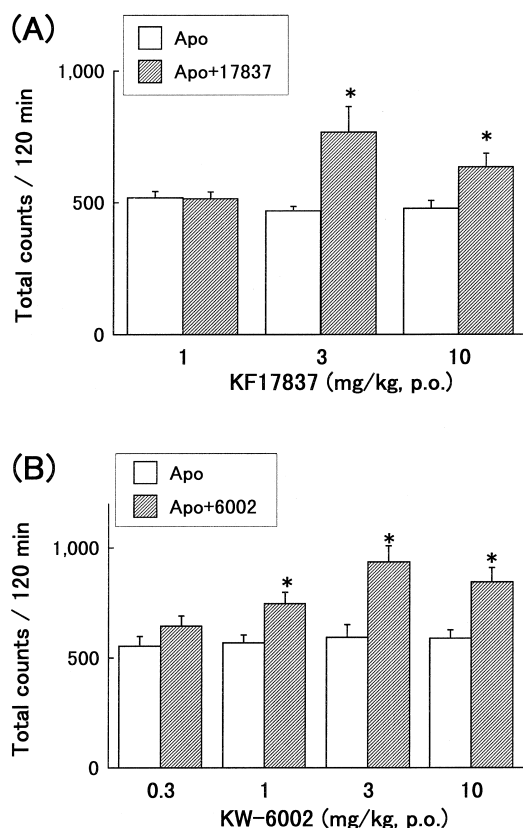 (A)
Apo
Apo+17837
1,000
500
0
Total counts / 120 min
*
*
1 3 10
KF17837 (mg/kg, p.o.)
(B)
Apo
Apo+6002
1,000
500
0
Total counts / 120 min
*
*
*
0.3 1 3 10
KW-6002 (mg/kg, p.o.)